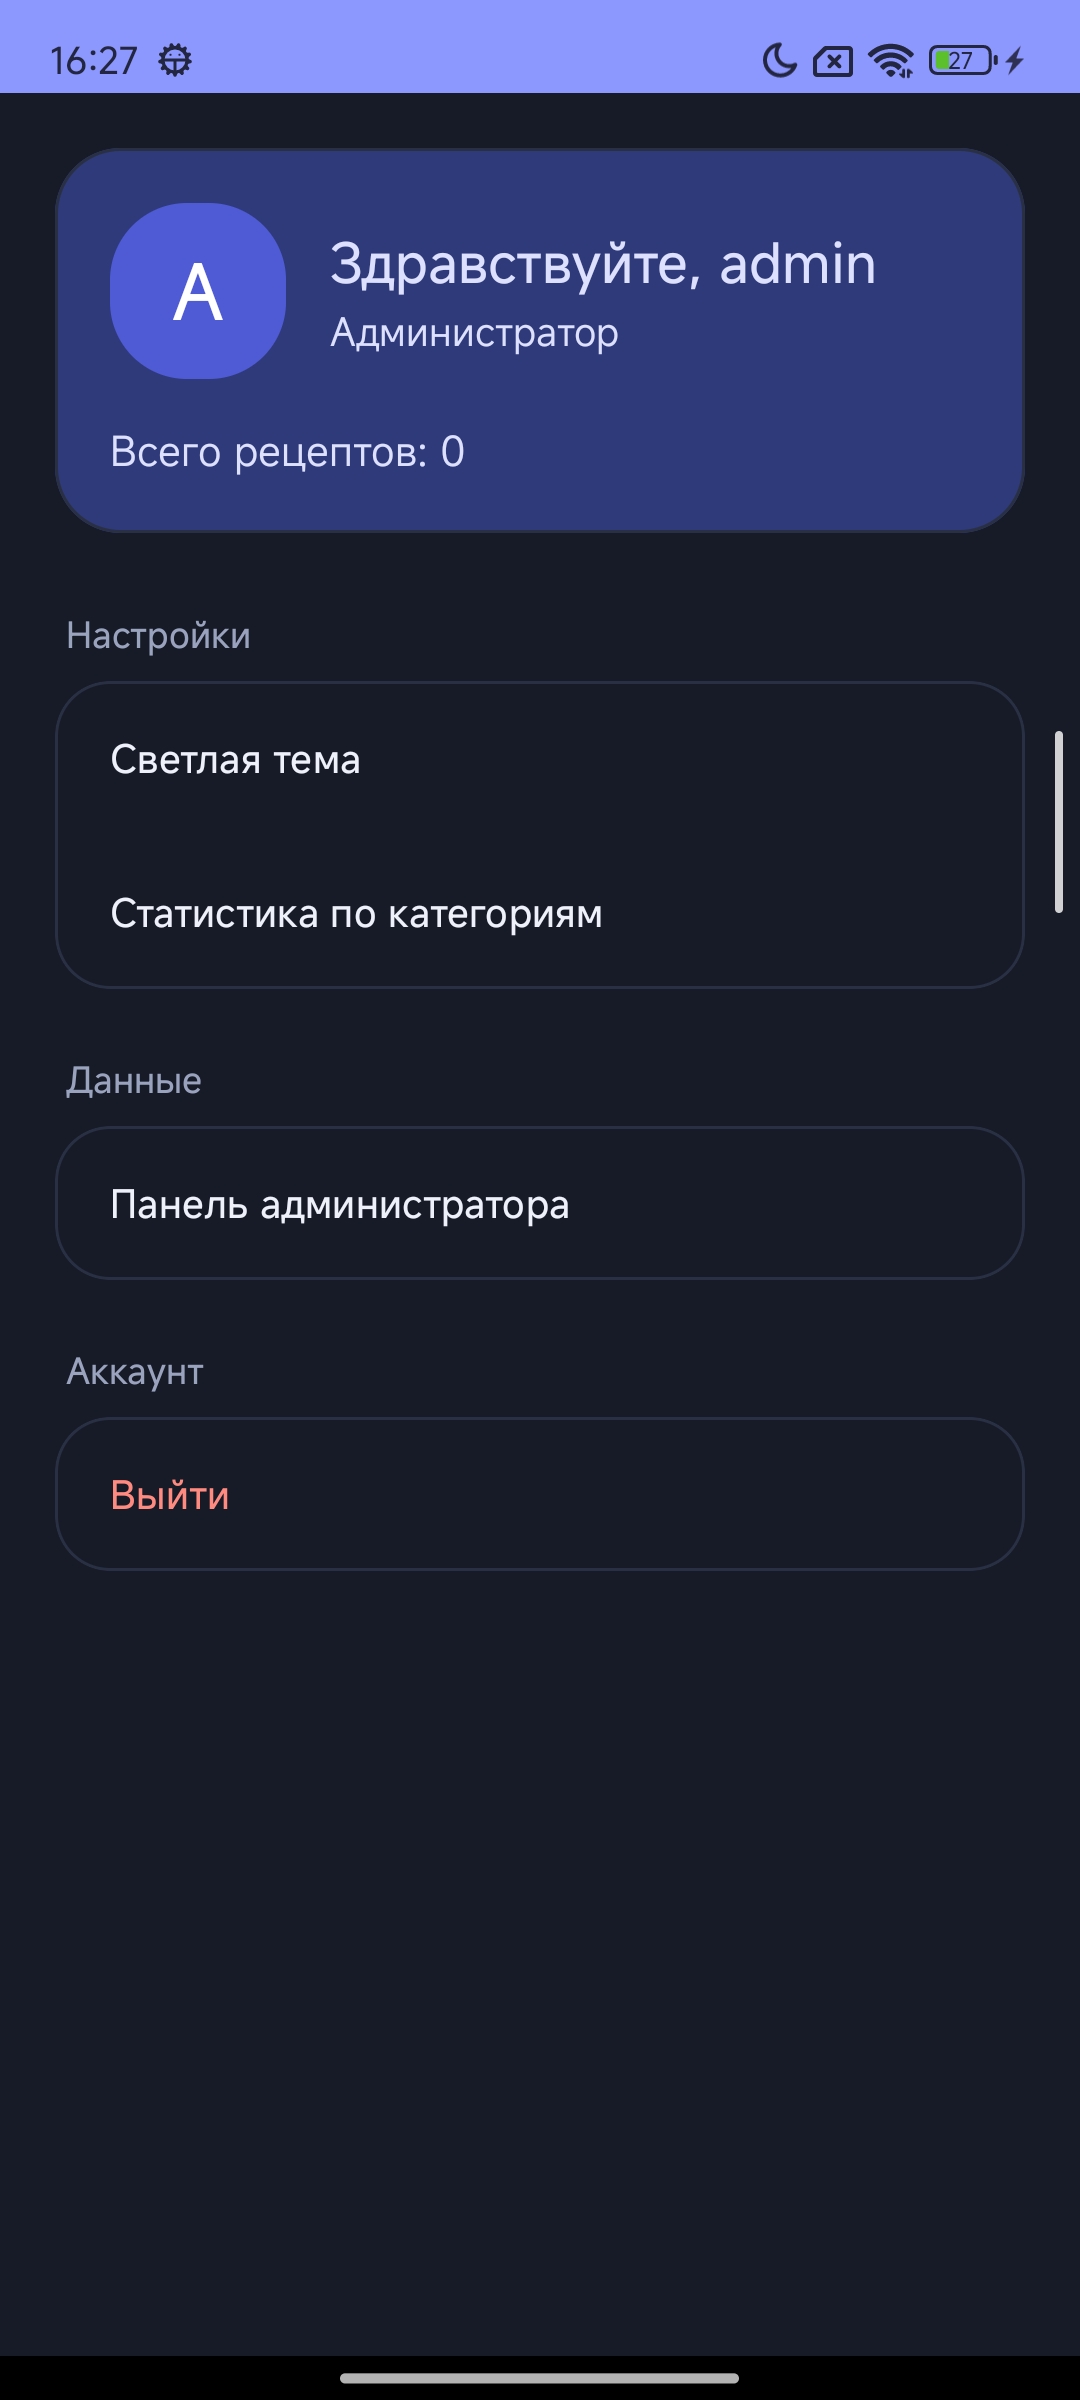 16:27
27
A
Здравствуйте, admin
Администратор
Всего рецептов: 0
Настройки
Светлая тема
Статистика по категориям
Данные
Панель администратора
Аккаунт
Выйти